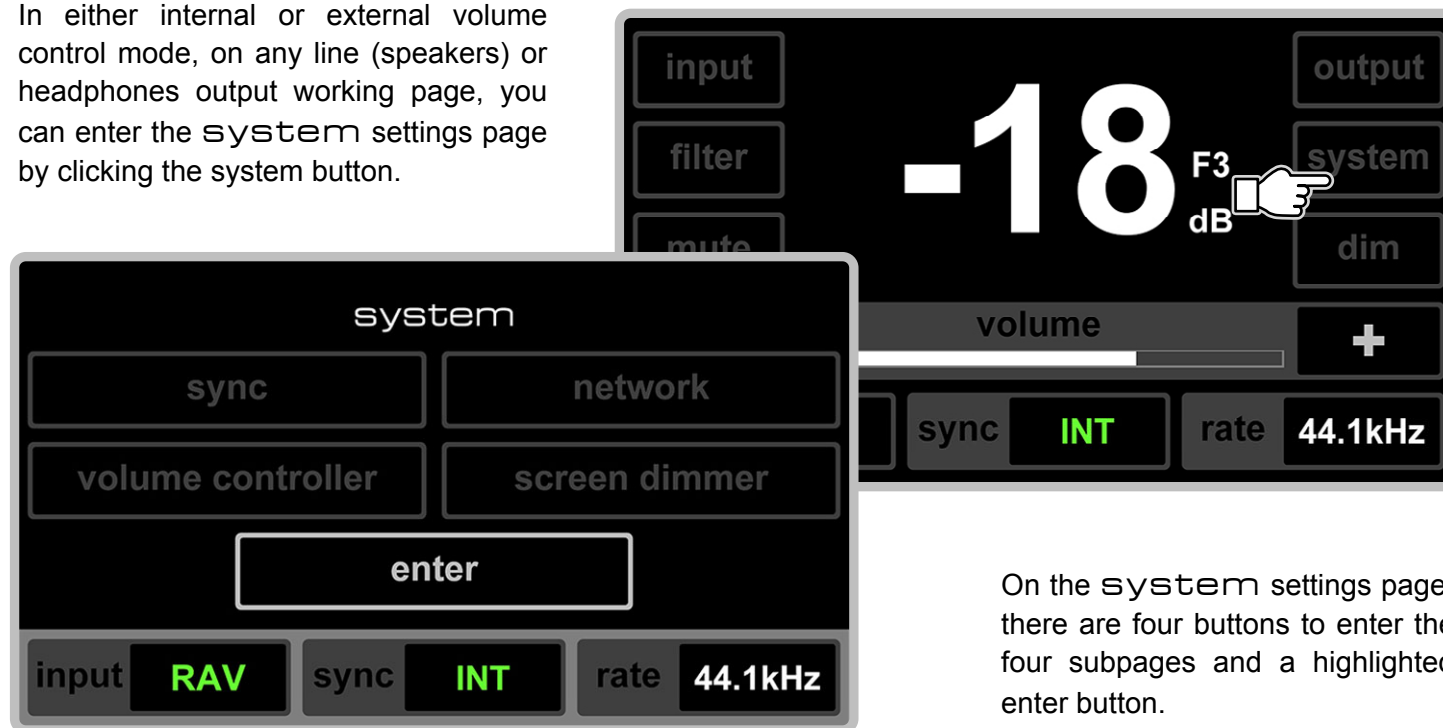 In either internal or external volume
control mode, on any line (speakers) or
headphones output working page, you
can enter the system settings page
by clicking the system button.
input
output
-18
filter
F3
system
dB
mute
dim
volume
+
sync INT rate 44.1kHz
system
sync network
volume controller screen dimmer
enter
input RAV sync INT rate 44.1kHz
On the system settings page
there are four buttons to enter the
four subpages and a highlighted
enter button.